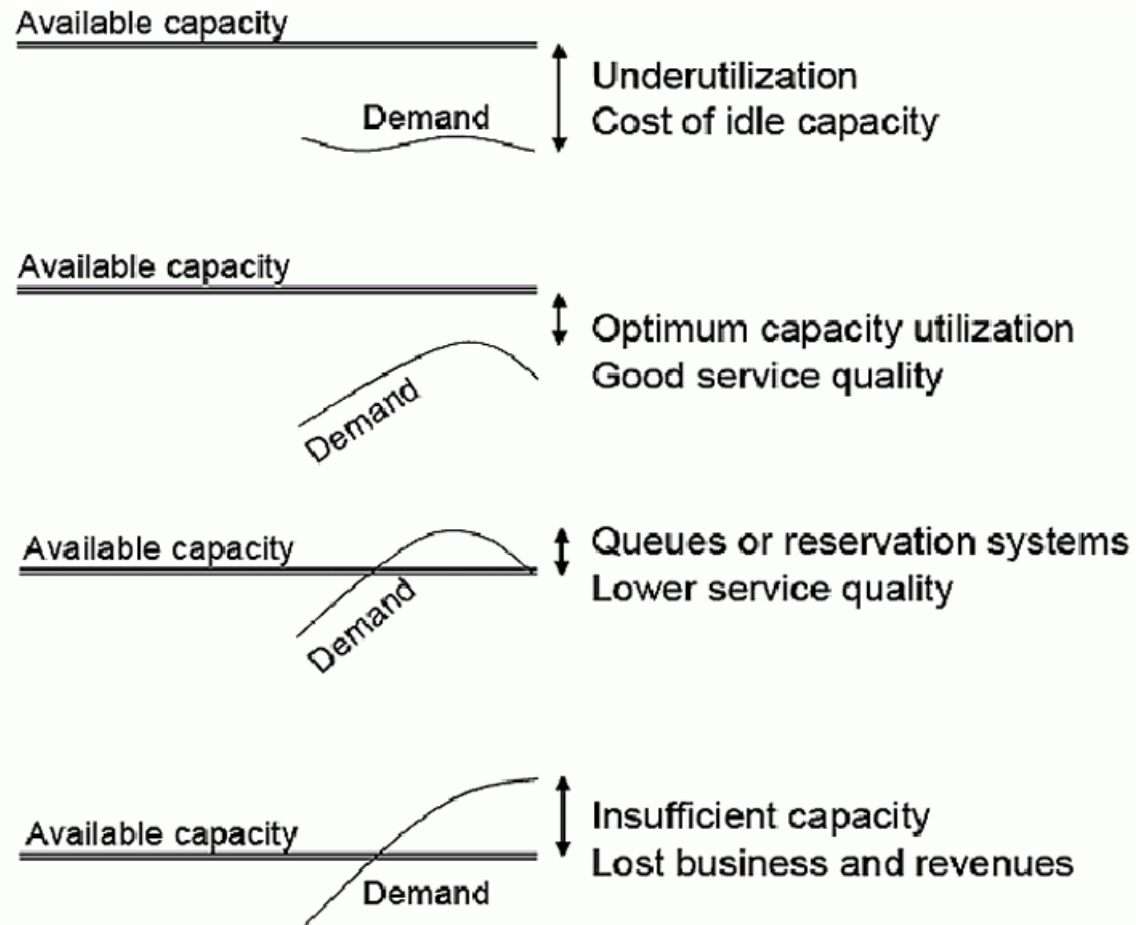 Available capacity
Demand
Underutilization
Cost of idle capacity
Available capacity
Demand
Optimum capacity utilization
Good service quality
Available capacity
Demand
Queues or reservation systems
Lower service quality
Available capacity
Demand
Insufficient capacity
Lost business and revenues